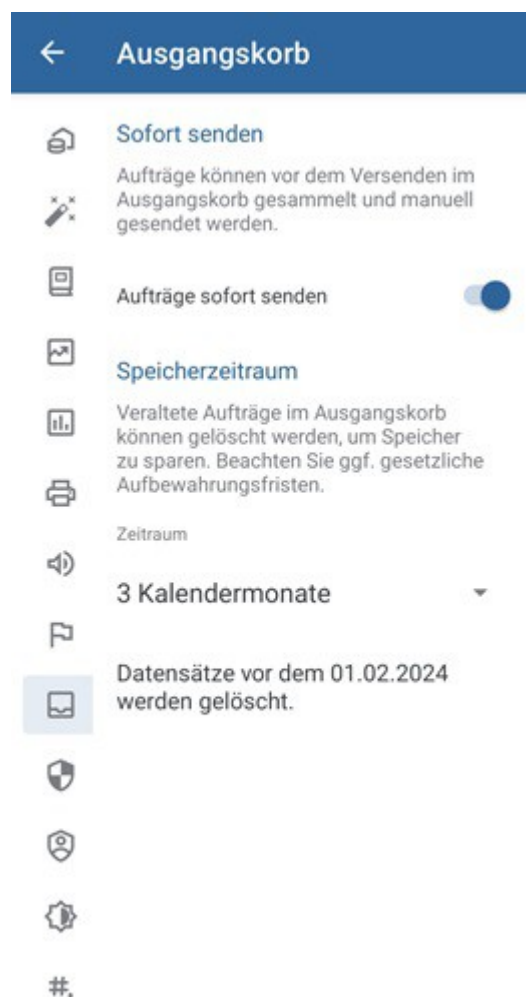 Ausgangskorb
Sofort senden
Aufträge können vor dem Versenden im
Ausgangskorb gesammelt und manuell
gesendet werden.
Aufträge sofort senden
Speicherzeitraum
Veraltete Aufträge im Ausgangskorb
können gelöscht werden, um Speicher
zu sparen. Beachten Sie ggf. gesetzliche
Aufbewahrungsfristen.
Zeitraum
3 Kalendermonate
Datensätze vor dem 01.02.2024
werden gelöscht.